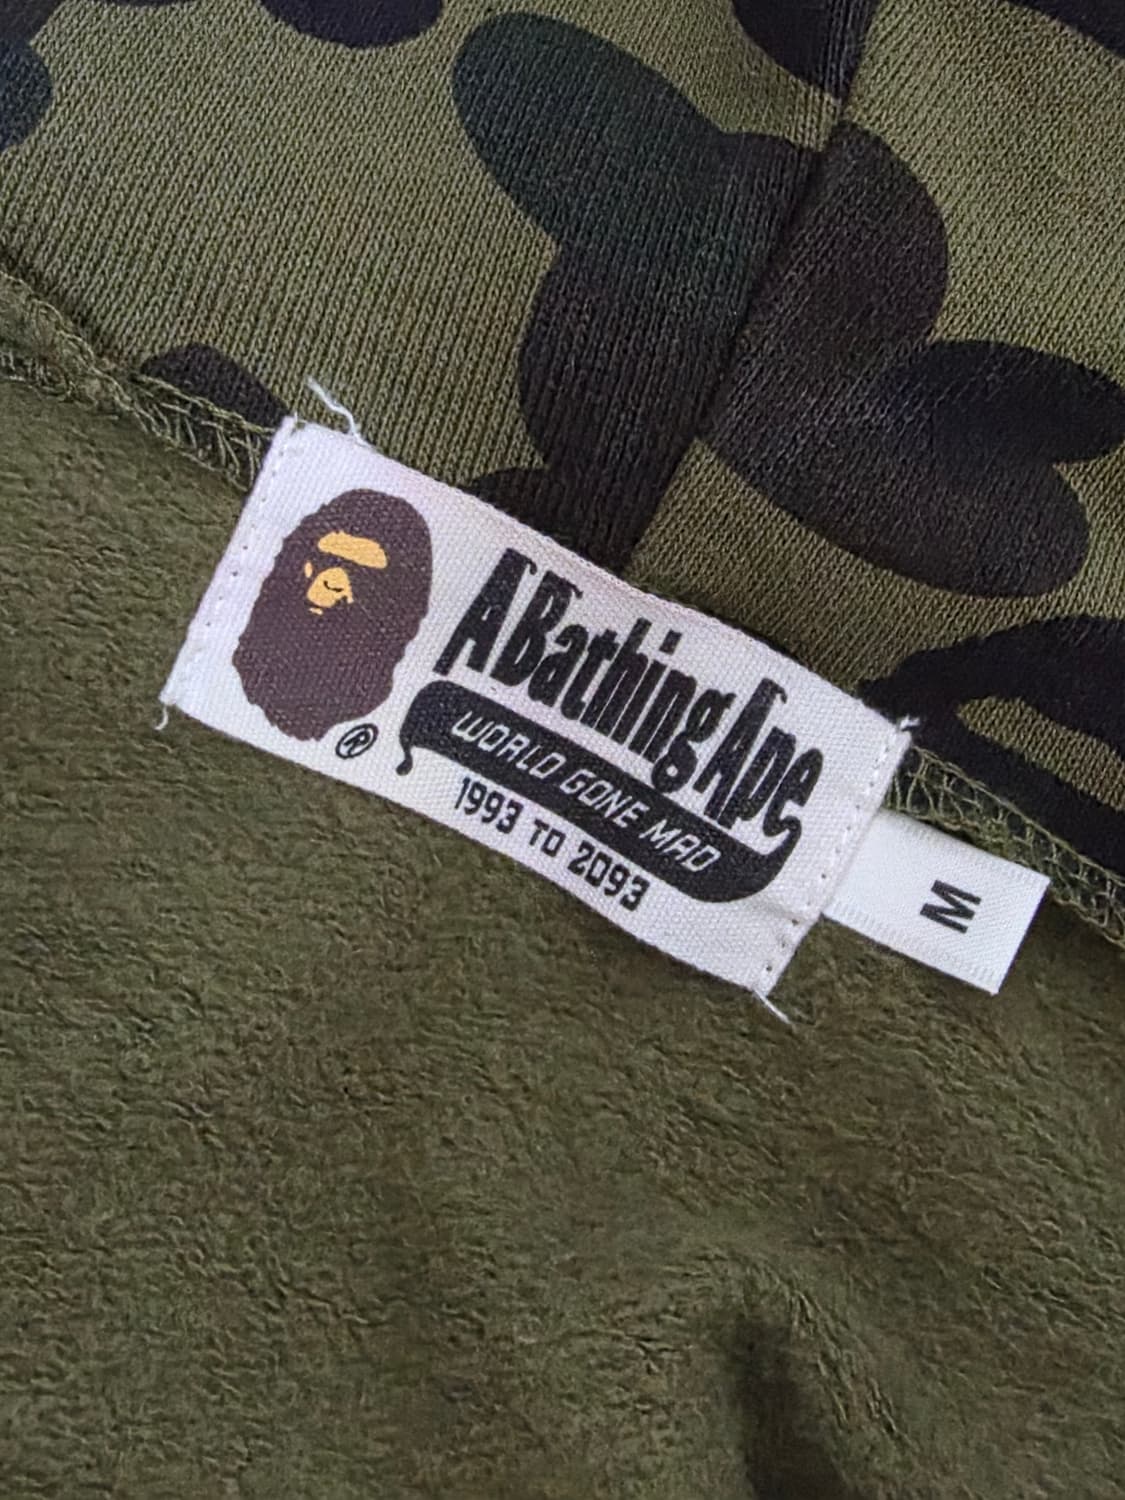 A Bathing Ape
WORLD GONE MAD
1993 TO 2093
®
M